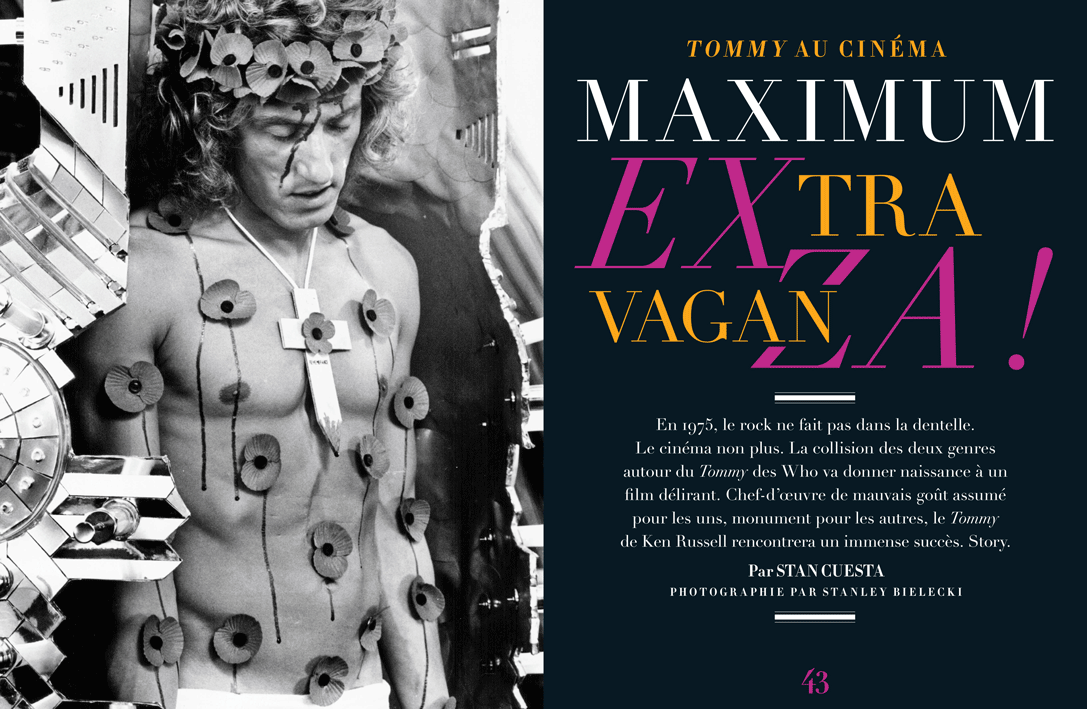 TOMMY AU CINÉMA
MAXIMUM
EXTRA
VAGANZA !
En 1975, le rock ne fait pas dans la dentelle.
Le cinéma non plus. La collision des deux genres
autour du Tommy des Who va donner naissance à un
film délirant. Chef-d’œuvre de mauvais goût assumé
pour les uns, monument pour les autres, le Tommy
de Ken Russell rencontrera un immense succès. Story.
Par STAN CUESTA
PHOTOGRAPHIE PAR STANLEY BIELECKI
43